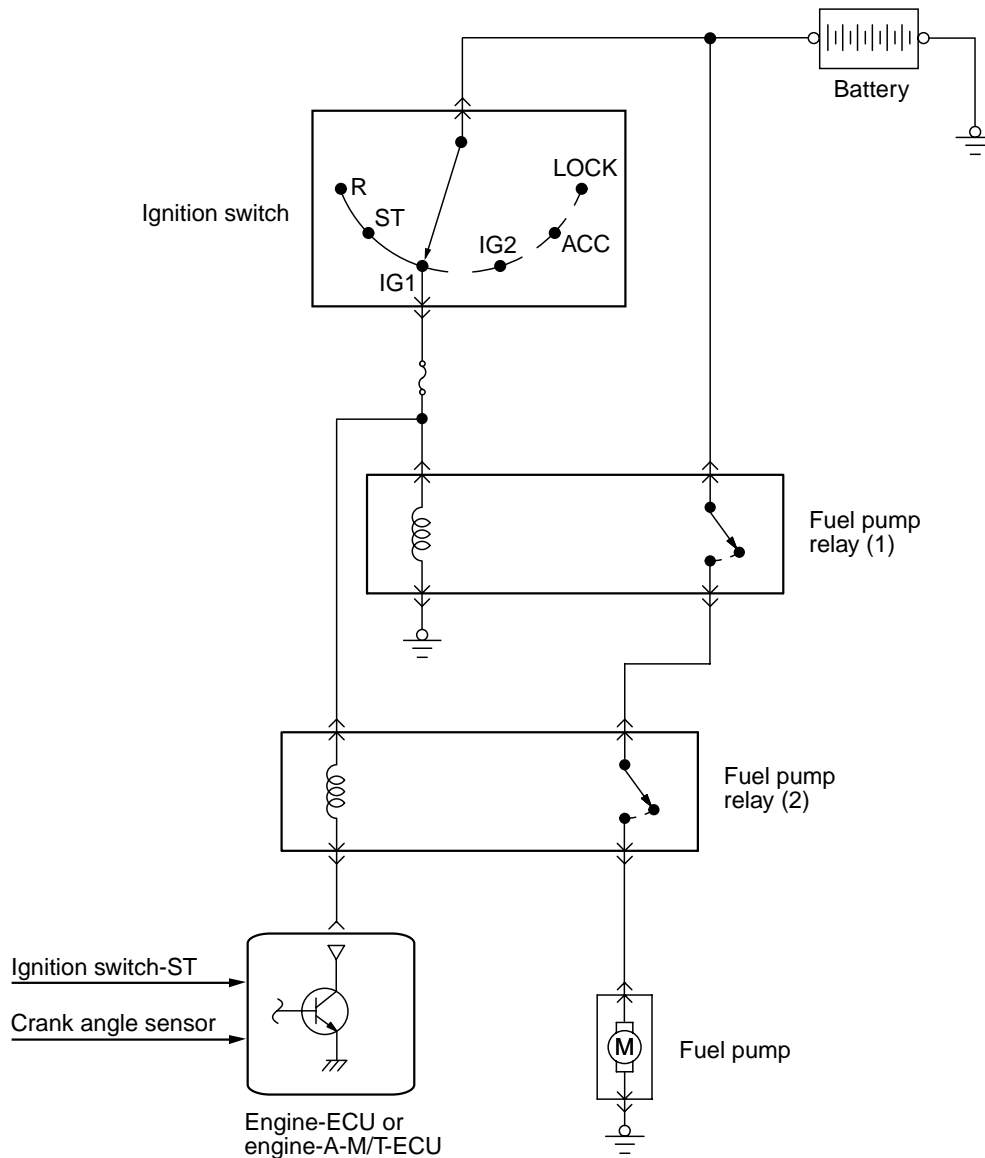 Battery
LOCK
R
Ignition switch
ST
IG2
ACC
IG1
Fuel pump
relay (1)
Fuel pump
relay (2)
Ignition switch-ST
Crank angle sensor
M
Fuel pump
Engine-ECU or
engine-A-M/T-ECU